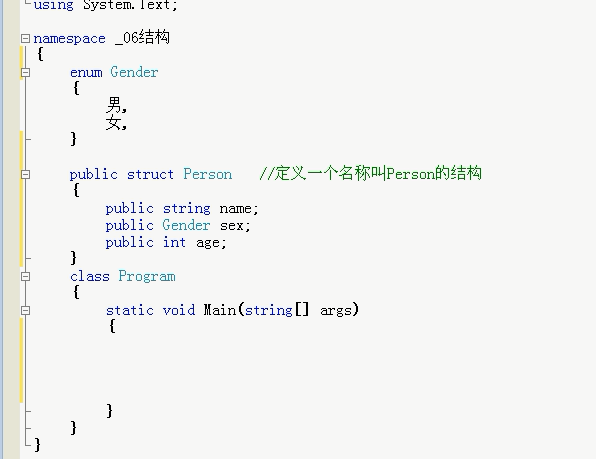 using System.Text;
namespace _06结构
{
enum Gender
{
男,
女,
}
public struct Person //定义一个名称叫Person的结构
{
public string name;
public Gender sex;
public int age;
}
class Program
{
static void Main(string[] args)
{
}
}
}